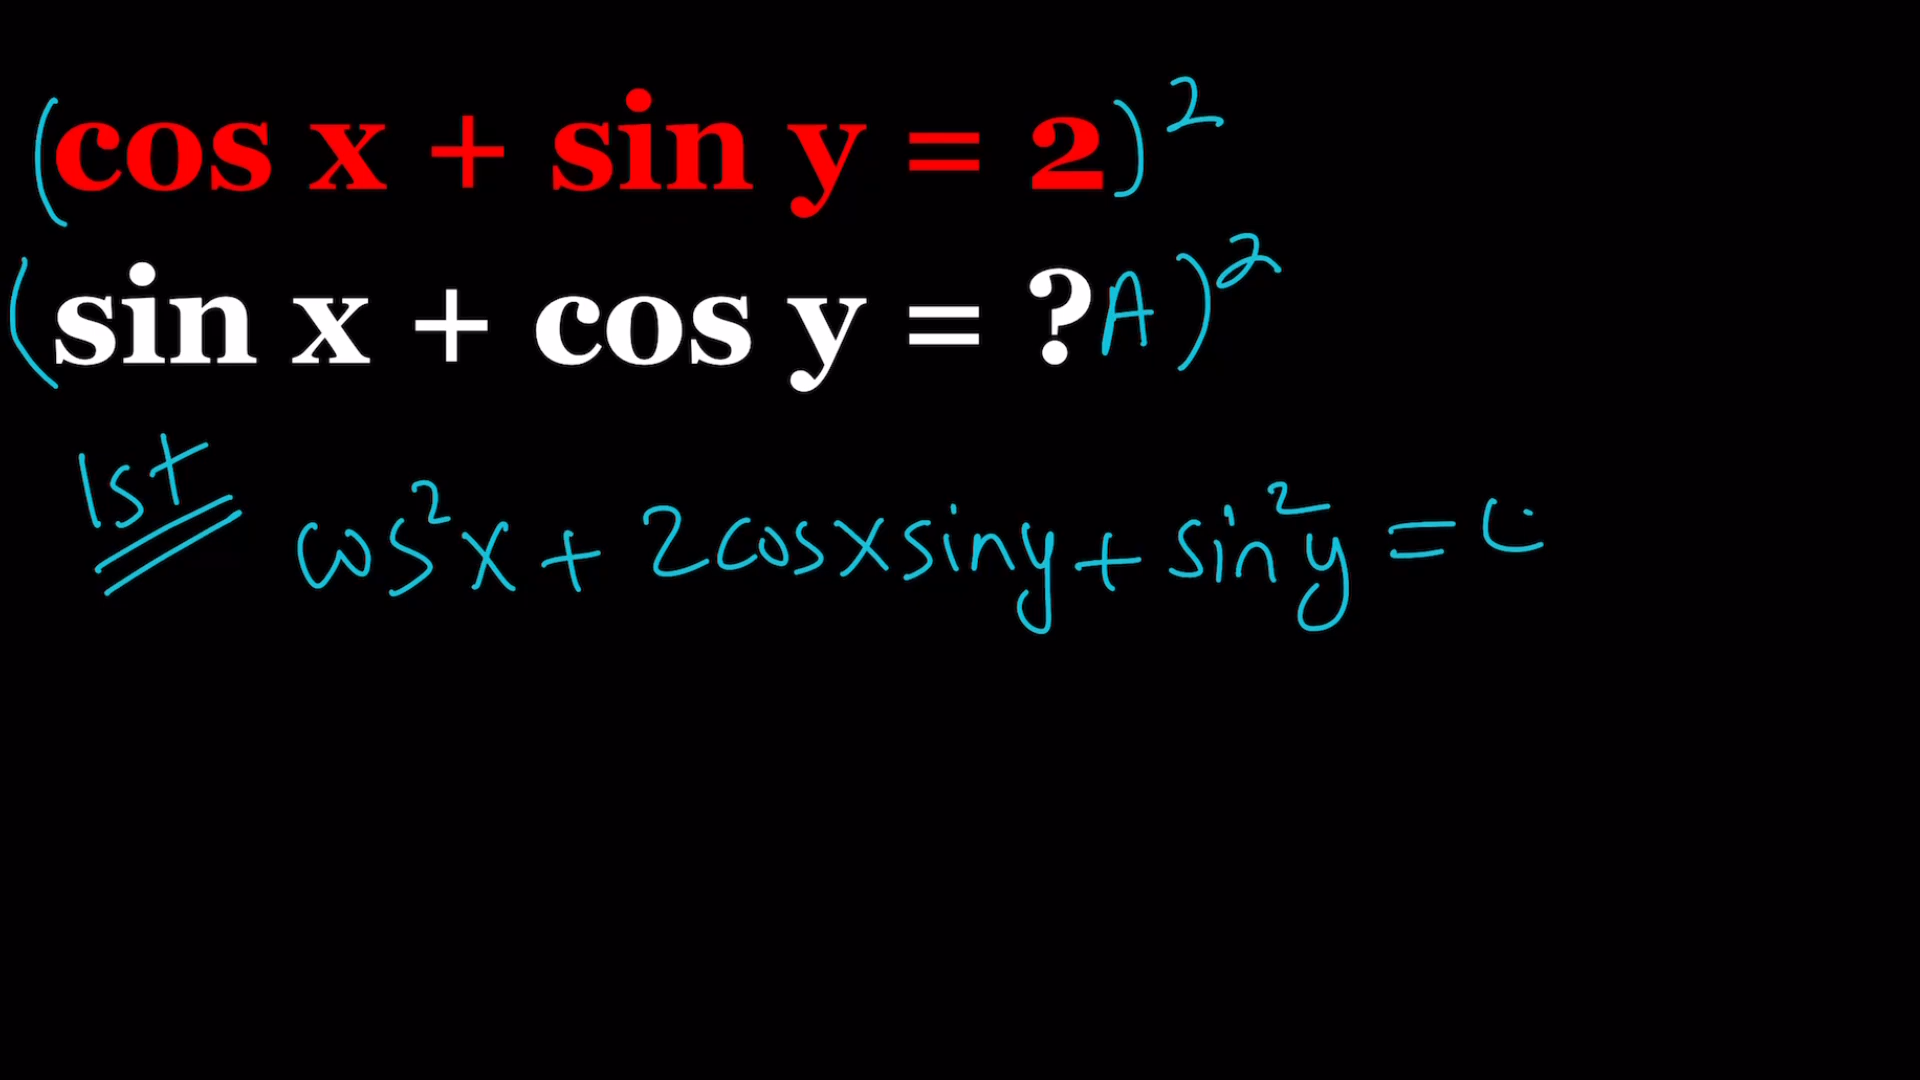 (cos x + sin y = 2)²
(sin x + cos y = ?A)²
1st cos²x + 2cosxsiny + sin²y =